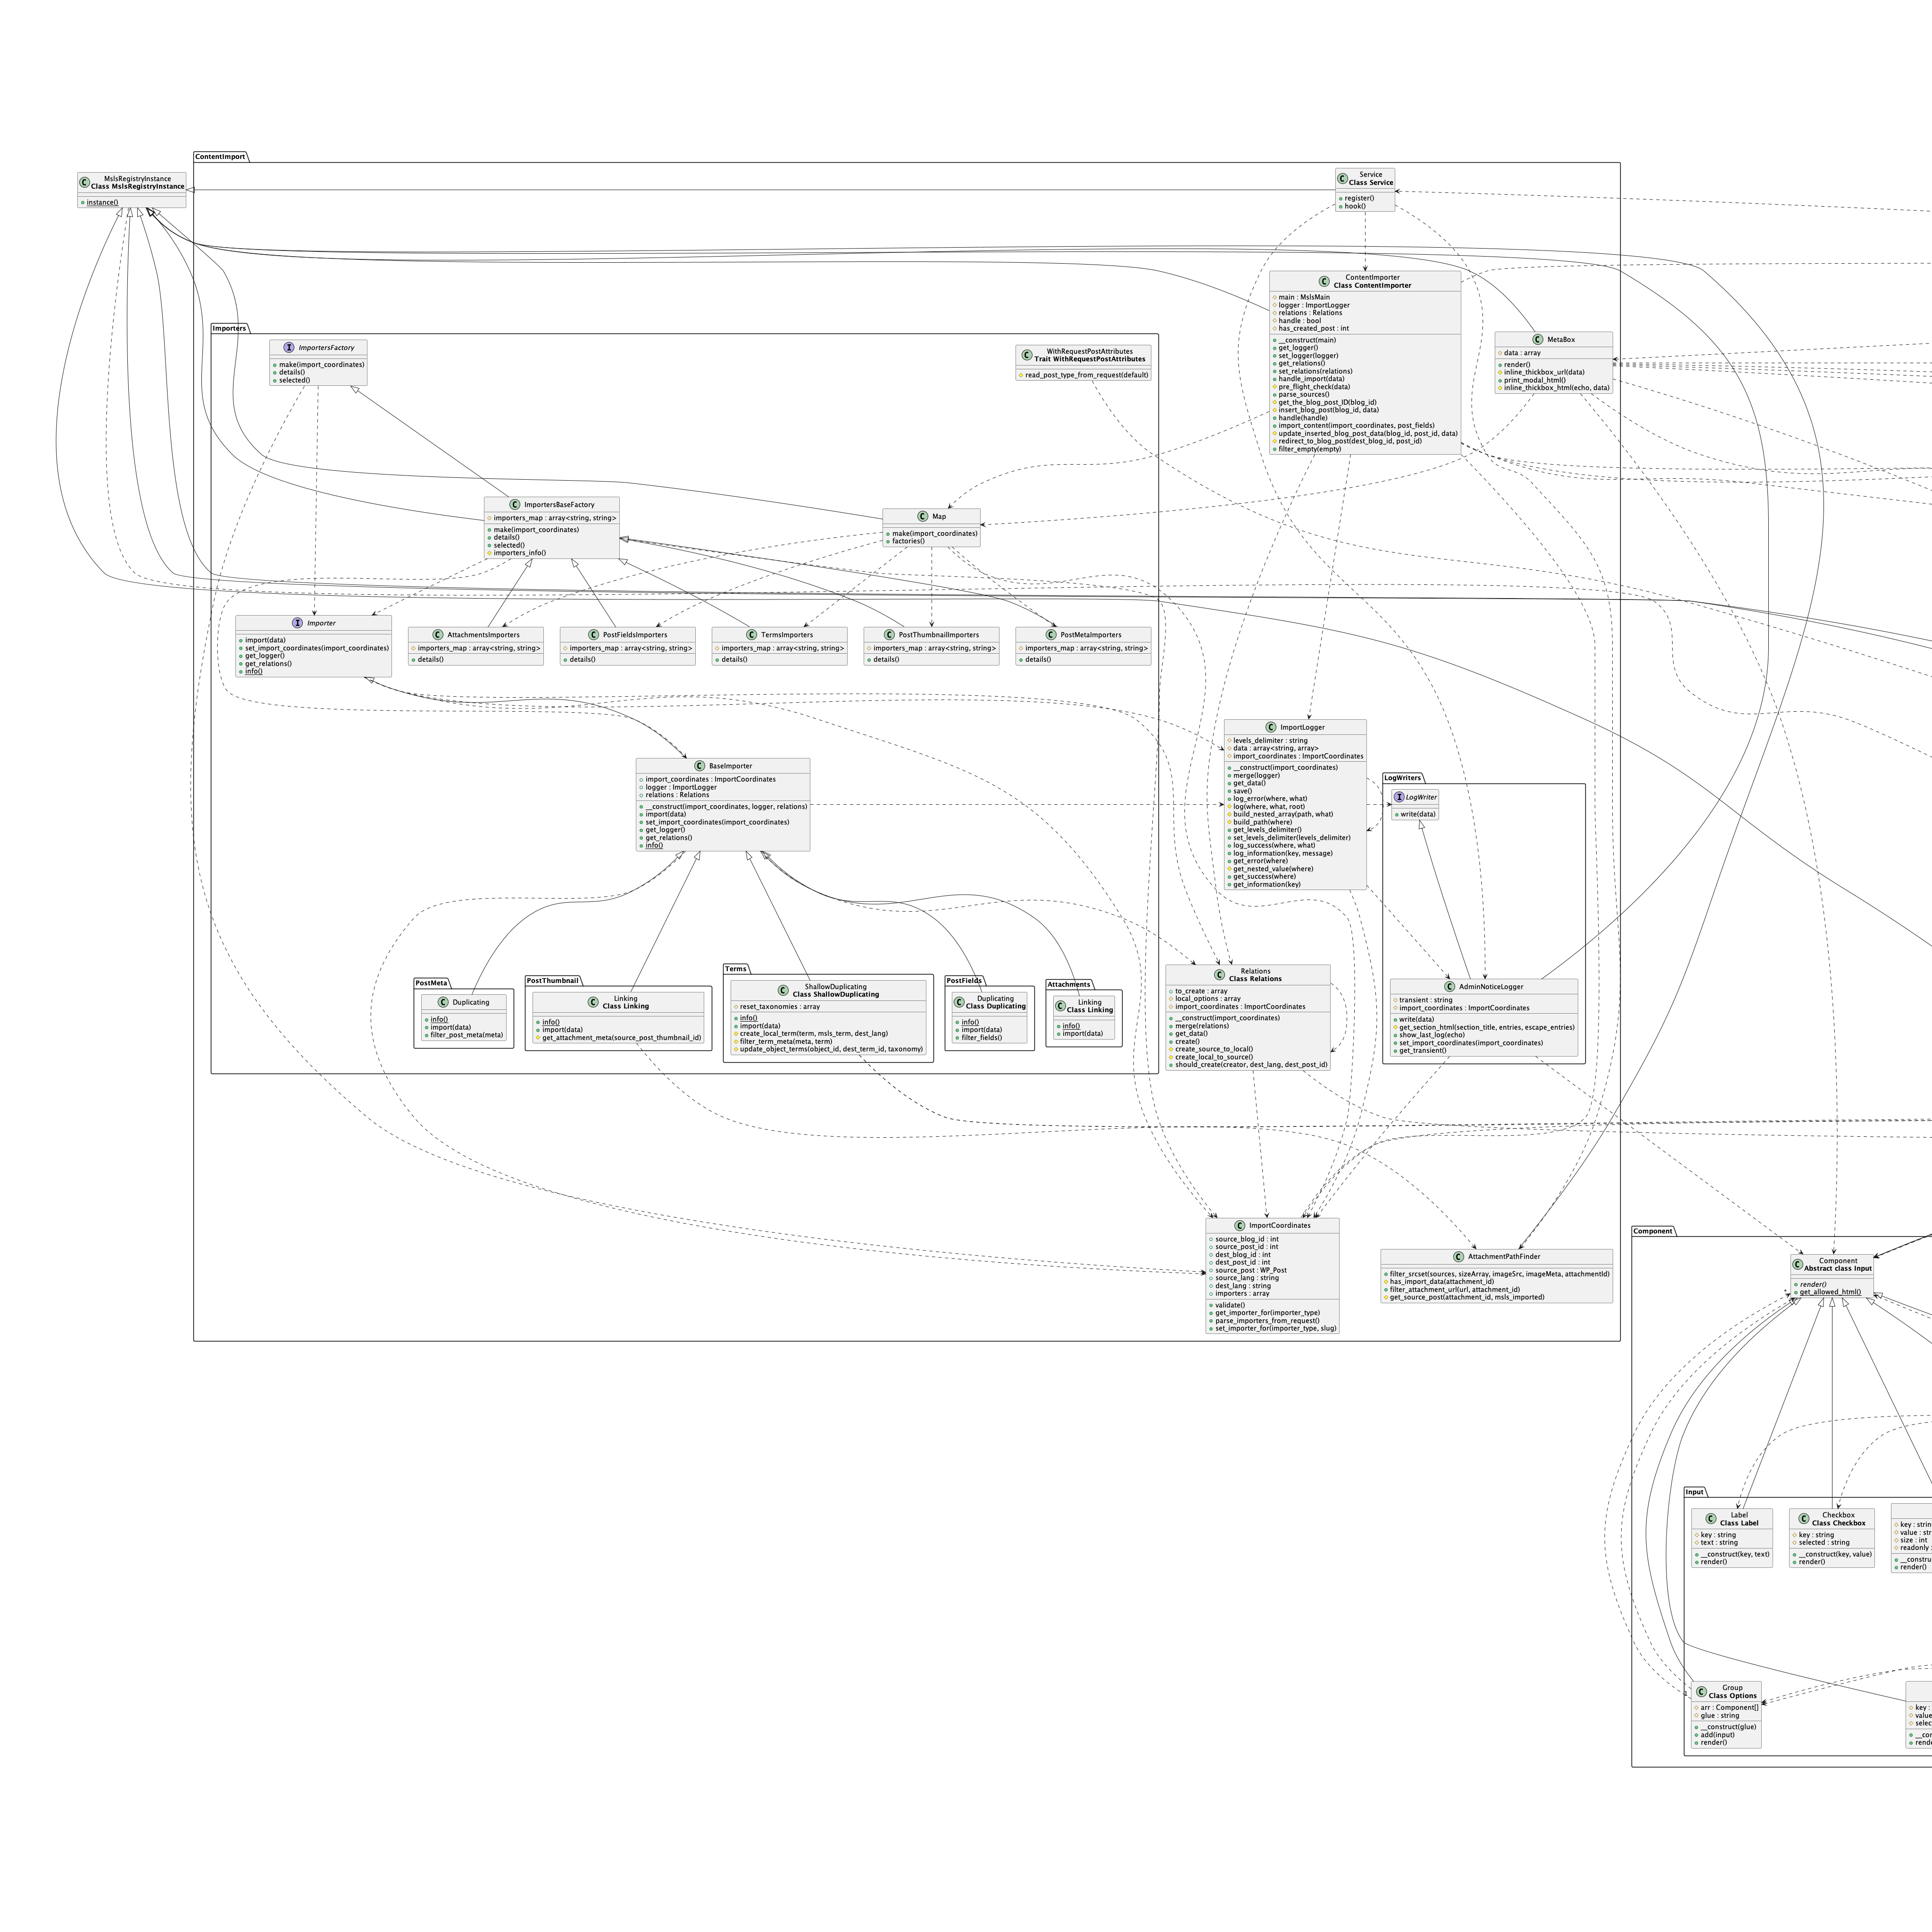 ContentImport
MslsRegistryInstance
Class MslsRegistryInstance
instance()
Service
Class Service
register()
hook()
ContentImporter
Class ContentImporter
main : MslsMain
logger : ImportLogger
relations : Relations
handle : bool
has_created_post : int
__construct(main)
get_logger()
set_logger(logger)
get_relations()
set_relations(relations)
handle_import(data)
pre_flight_check(data)
parse_sources()
get_the_blog_post_ID(blog_id)
insert_blog_post(blog_id, data)
handle(handle)
import_content(import_coordinates, post_fields)
update_inserted_blog_post_data(blog_id, post_id, data)
redirect_to_blog_post(dest_blog_id, post_id)
filter_empty(empty)
MetaBox
data : array
render()
inline_thickbox_url(data)
print_modal_html()
inline_thickbox_html(echo, data)
Importers
ImportersFactory
make(import_coordinates)
details()
selected()
WithRequestPostAttributes
Trait WithRequestPostAttributes
read_post_type_from_request(default)
ImportersBaseFactory
importers_map : array<string, string>
make(import_coordinates)
details()
selected()
importers_info()
Map
make(import_coordinates)
factories()
Importer
import(data)
set_import_coordinates(import_coordinates)
get_logger()
get_relations()
info()
AttachmentsImporters
importers_map : array<string, string>
details()
PostFieldsImporters
importers_map : array<string, string>
details()
TermsImporters
importers_map : array<string, string>
details()
PostThumbnailImporters
importers_map : array<string, string>
details()
PostMetaImporters
importers_map : array<string, string>
details()
BaseImporter
import_coordinates : ImportCoordinates
logger : ImportLogger
relations : Relations
__construct(import_coordinates, logger, relations)
import(data)
set_import_coordinates(import_coordinates)
get_logger()
get_relations()
info()
ImportLogger
levels_delimiter : string
data : array<string, array>
import_coordinates : ImportCoordinates
__construct(import_coordinates)
merge(logger)
get_data()
save()
log_error(where, what)
log(where, what, root)
build_nested_array(path, what)
build_path(where)
get_levels_delimiter()
set_levels_delimiter(levels_delimiter)
log_success(where, what)
log_information(key, message)
get_error(where)
get_nested_value(where)
get_success(where)
get_information(key)
LogWriters
LogWriter
write(data)
AdminNoticeLogger
transient : string
import_coordinates : ImportCoordinates
write(data)
get_section_html(section_title, entries, escape_entries)
show_last_log(echo)
set_import_coordinates(import_coordinates)
get_transient()
PostMeta
Duplicating
info()
import(data)
filter_post_meta(meta)
PostThumbnail
Linking
Class Linking
info()
import(data)
get_attachment_meta(source_post_thumbnail_id)
Terms
ShallowDuplicating
Class ShallowDuplicating
reset_taxonomies : array
info()
import(data)
create_local_term(term, msls_term, dest_lang)
filter_term_meta(meta, term)
update_object_terms(object_id, dest_term_id, taxonomy)
PostFields
Duplicating
Class Duplicating
info()
import(data)
filter_fields()
Attachments
Linking
Class Linking
info()
import(data)
Relations
Class Relations
to_create : array
local_options : array
import_coordinates : ImportCoordinates
__construct(import_coordinates)
merge(relations)
get_data()
create()
create_source_to_local()
create_local_to_source()
should_create(creator, dest_lang, dest_post_id)
ImportCoordinates
source_blog_id : int
source_post_id : int
dest_blog_id : int
dest_post_id : int
source_post : WP_Post
source_lang : string
dest_lang : string
importers : array
validate()
get_importer_for(importer_type)
parse_importers_from_request()
set_importer_for(importer_type, slug)
AttachmentPathFinder
filter_srcset(sources, sizeArray, imageSrc, imageMeta, attachmentId)
has_import_data(attachment_id)
filter_attachment_url(url, attachment_id)
get_source_post(attachment_id, msls_imported)
Component
Component
Abstract class Input
render()
get_allowed_html()
Input
Label
Class Label
key : string
text : string
__construct(key, text)
render()
Checkbox
Class Checkbox
key : string
selected : string
__construct(key, value)
render()
key : strin
value : str
size : int
readonly :
__constru
render()
Group
Class Options
arr : Component[]
glue : string
__construct(glue)
add(input)
render()
key :
value
selec
__con
rende